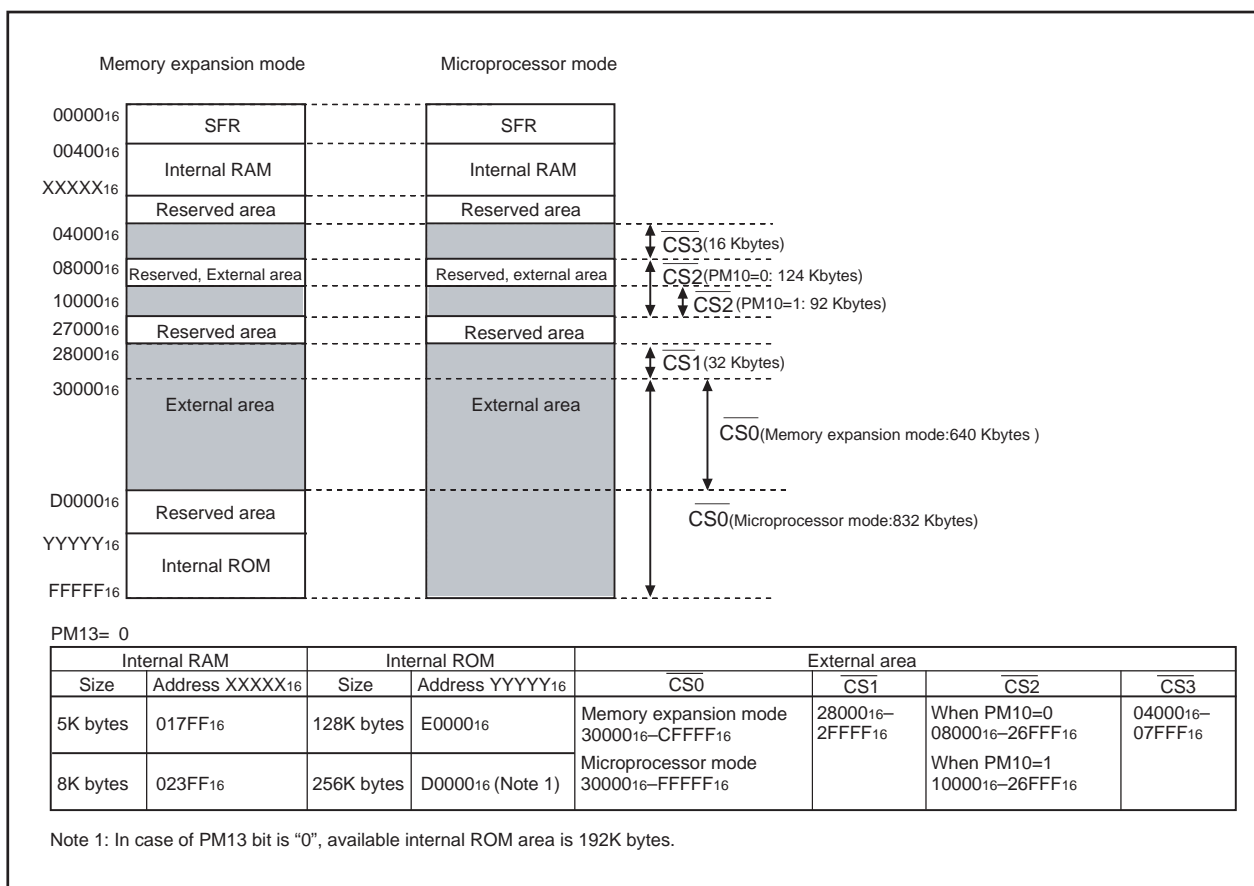 Memory expansion mode Microprocessor mode
0000016 SFR SFR
0040016
Internal RAM Internal RAM
XXXXX16
Reserved area Reserved area
0400016
CS3(16 Kbytes)
0800016 Reserved, External area Reserved, external area CS2(PM10=0: 124 Kbytes)
1000016 CS2(PM10=1: 92 Kbytes)
2700016 Reserved area Reserved area
2800016
CS1(32 Kbytes)
3000016
External area External area
CS0(Memory expansion mode:640 Kbytes )
D000016
Reserved area CS0(Microprocessor mode:832 Kbytes)
YYYYY16
Internal ROM
FFFFF16
PM13= 0
Internal RAM Internal ROM External area
Size Address XXXXX16 Size Address YYYYY16 CS0 CS1 CS2 CS3
5K bytes 017FF16 128K bytes E000016 Memory expansion mode 2800016– When PM10=0 0400016–
3000016–CFFFF16 2FFFF16 0800016–26FFF16 07FFF16
Microprocessor mode When PM10=1
8K bytes 023FF16 256K bytes D000016 (Note 1) 3000016–FFFFF16 1000016–26FFF16
Note 1: In case of PM13 bit is “0”, available internal ROM area is 192K bytes.